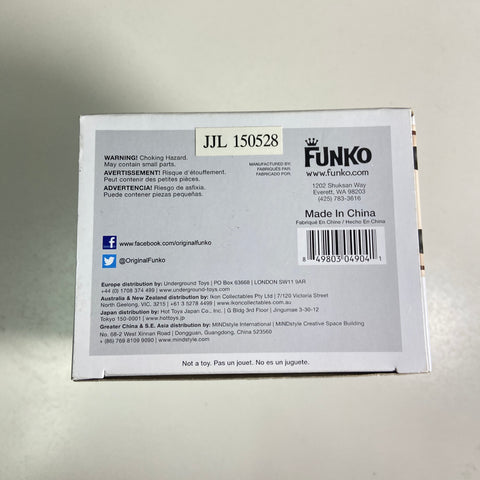 JJL 150528
WARNING! Choking Hazard.
May contain small parts.
AVERTISSEMENT! Risque d'étouffement.
Peut contenir des petites pièces.
ADVERTENCIA! Riesgo de asfixia.
Puede contener piezas pequeñas.
MANUFACTURED BY:
FABRIQUÉS PAR:
FABRICADO POR:
FUNKO
www.funko.com
1202 Shuksan Way
Everett, WA 98203
(425) 783-3616
Made In China
Fabriqué En Chine / Hecho En China
8 49803 04904 1
f www.facebook.com/originalfunko
@OriginalFunko
Europe distribution by: Underground Toys | PO Box 63668 | LONDON SW11 9AR
+44 (0) 1708 374 499 | www.underground-toys.com
Australia & New Zealand distribution by: Ikon Collectables Pty Ltd | 7/120 Victoria Street
North Geelong, VIC. 3215 | +61 3 5278 4499 | www.ikoncollectables.com
Japan distribution by: Hot Toys Japan Co., Inc. | G Bldg 3rd Floor | Jingumae 3-30-12
Tokyo 150-0001 | www.hottoys.jp
Greater China & S.E. Asia distribution by: MINDstyle International | MINDstyle Creative Space Building
No. 68-2 West Xinnan Road | Dongguan, Guangdong, China 523560
+ (86) 769 8109 9090 | www.mindstyle.com
Not a toy. Pas un jouet. No es un juguete.